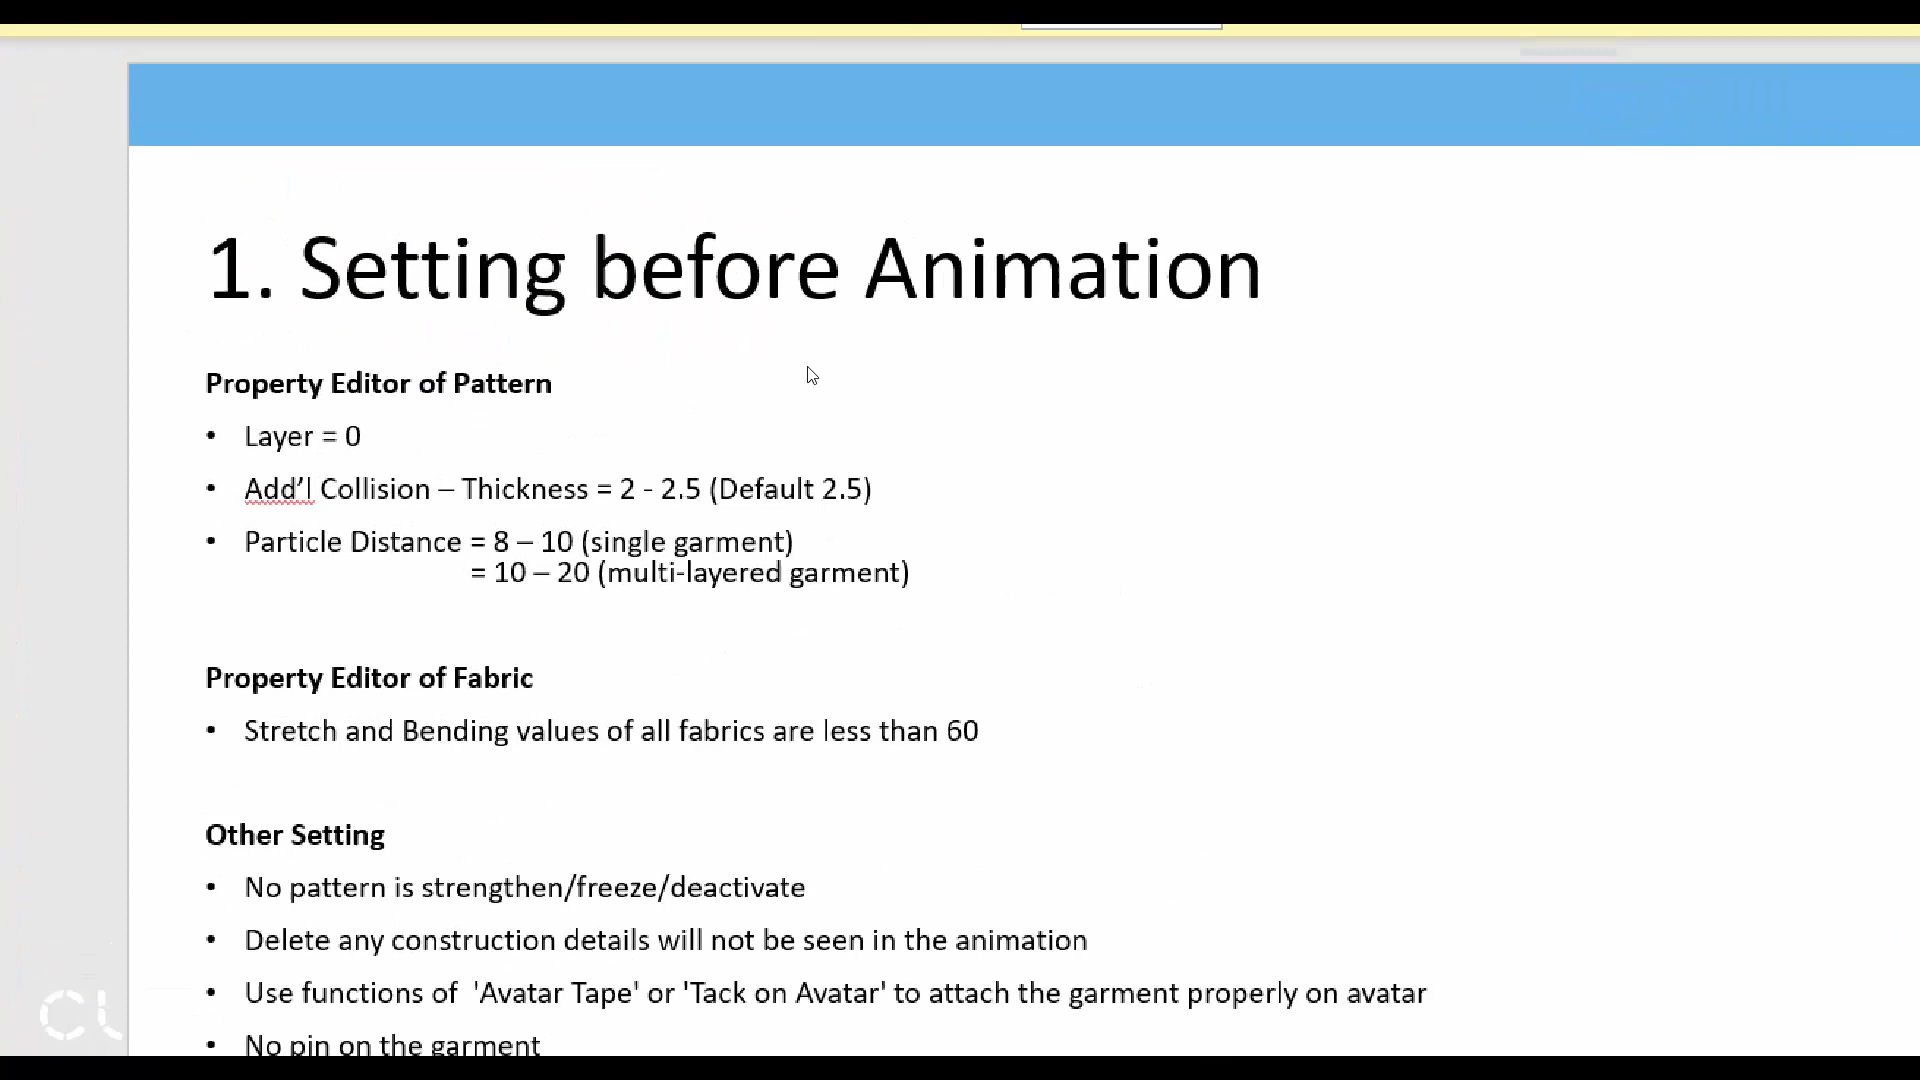 1. Setting before Animation
Property Editor of Pattern
• Layer = 0
• Add’l Collision – Thickness = 2 - 2.5 (Default 2.5)
• Particle Distance = 8 – 10 (single garment)
= 10 – 20 (multi-layered garment)
Property Editor of Fabric
• Stretch and Bending values of all fabrics are less than 60
Other Setting
• No pattern is strengthen/freeze/deactivate
• Delete any construction details will not be seen in the animation
• Use functions of 'Avatar Tape' or 'Tack on Avatar' to attach the garment properly on avatar
• No pin on the garment